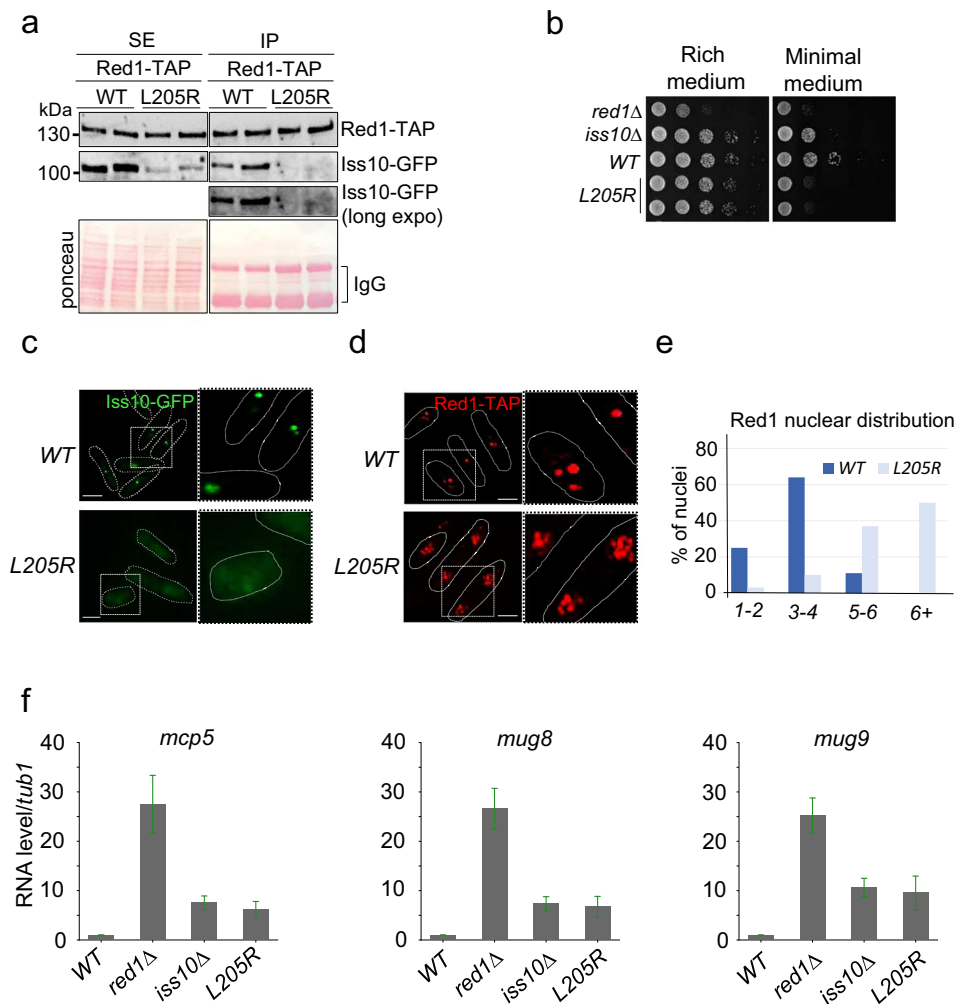 a
SE IP
Red1-TAP Red1-TAP
kDa WT L205R WT L205R
130 Red1-TAP
100 Iss10-GFP
Iss10-GFP
(long expo)
ponceau
IgG
b
Rich
medium
Minimal
medium
red1Δ
iss10Δ
WT
L205R
c
Iss10-GFP
WT
L205R
d
Red1-TAP
WT
L205R
e
Red1 nuclear distribution
WT L205R
% of nuclei
80
60
40
20
0
1-2 3-4 5-6 6+
f
mcp5
RNA level/tub1
40
30
20
10
0
WT red1Δ iss10Δ L205R
mug8
40
30
20
10
0
WT red1Δ iss10Δ L205R
mug9
40
30
20
10
0
WT red1Δ iss10Δ L205R